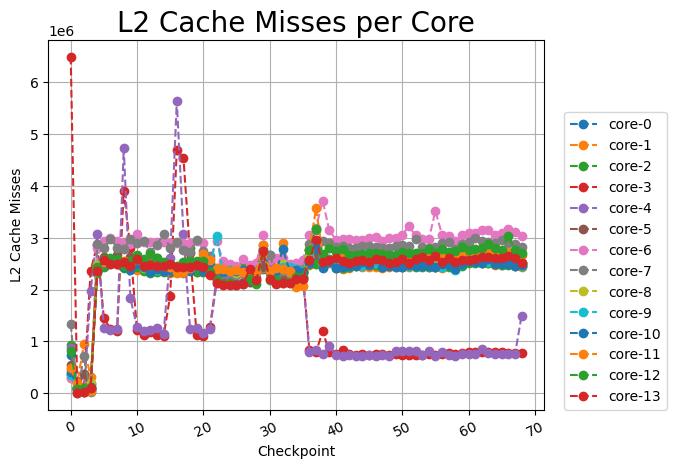 L2 Cache Misses per Core
1e6
6
5
4
3
2
1
0
L2 Cache Misses
0 10 20 30 40 50 60 70
Checkpoint
core-0
core-1
core-2
core-3
core-4
core-5
core-6
core-7
core-8
core-9
core-10
core-11
core-12
core-13